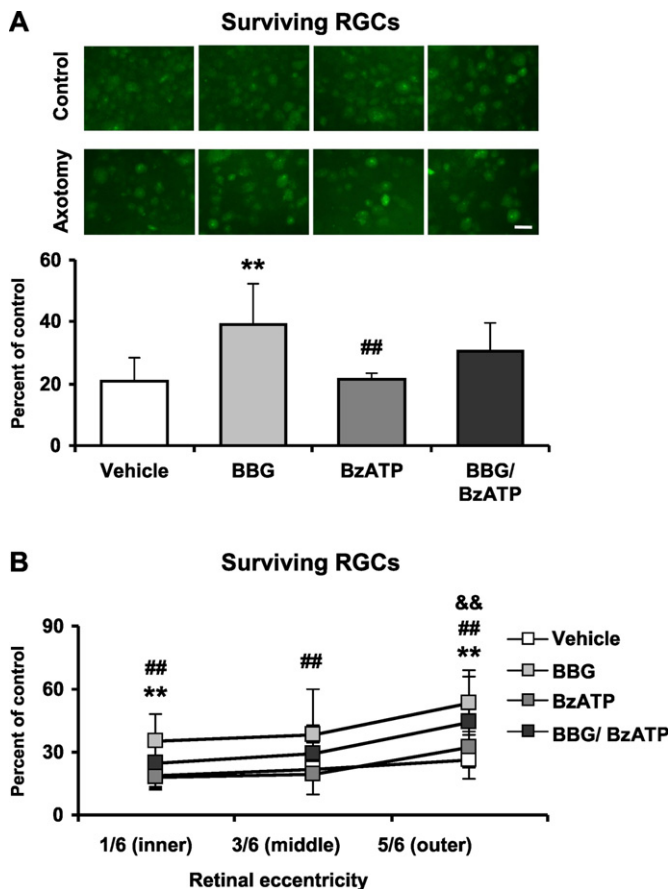 A
Surviving RGCs
Control
Axotomy
Percent of control
60
40
20
0
**
##
Vehicle
BBG
BzATP
BBG/
BzATP
B
Surviving RGCs
Percent of control
90
60
30
0
##
**
##
&&
##
**
Vehicle
BBG
BzATP
BBG/ BzATP
1/6 (inner)
3/6 (middle)
5/6 (outer)
Retinal eccentricity